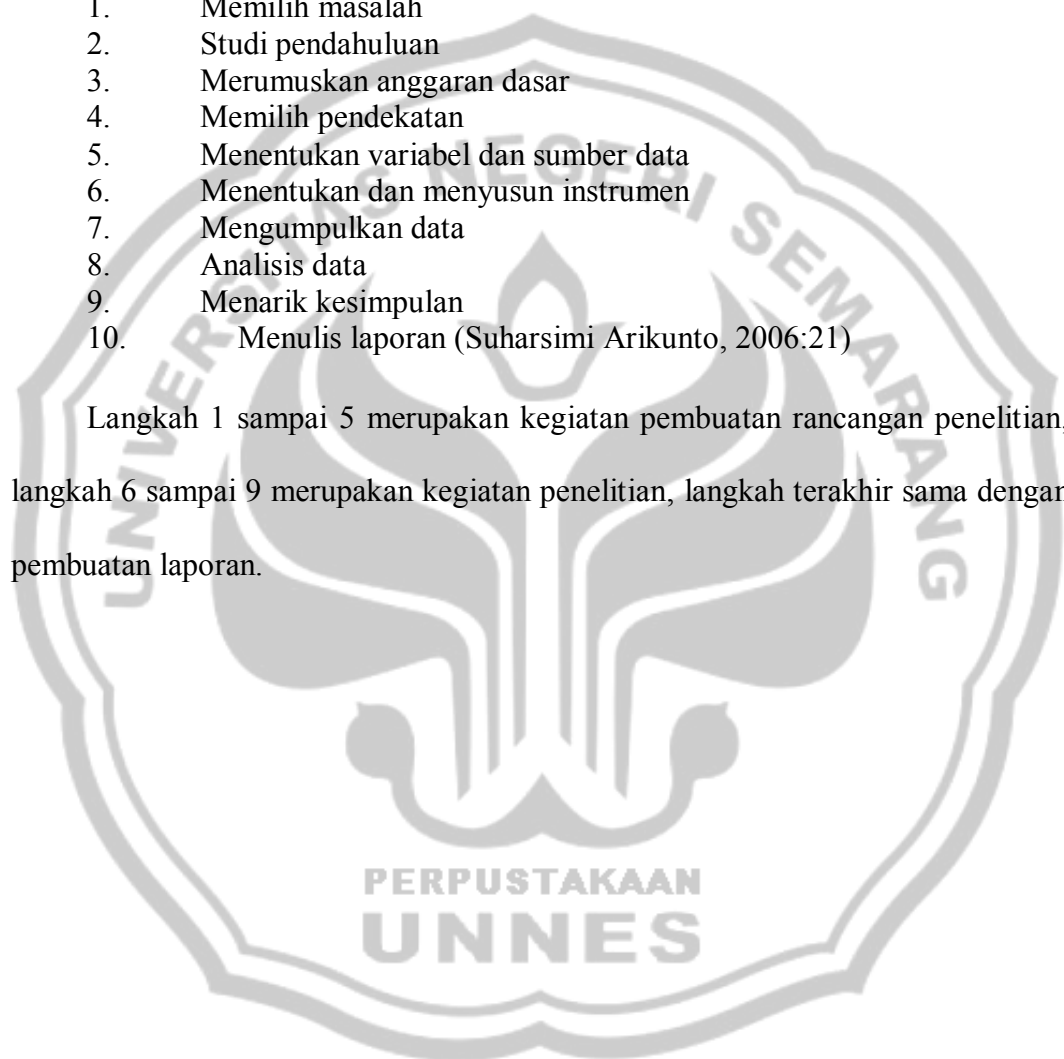 1. Memilih masalah
2. Studi pendahuluan
3. Merumuskan anggaran dasar
4. Memilih pendekatan
5. Menentukan variabel dan sumber data
6. Menentukan dan menyusun instrumen
7. Mengumpulkan data
8. Analisis data
9. Menarik kesimpulan
10. Menulis laporan (Suharsimi Arikunto, 2006:21)
Langkah 1 sampai 5 merupakan kegiatan pembuatan rancangan penelitian,
langkah 6 sampai 9 merupakan kegiatan penelitian, langkah terakhir sama dengan
pembuatan laporan.
UNIVERSITAS NEGERI SEMARANG
PERPUSTAKAAN
UNNES